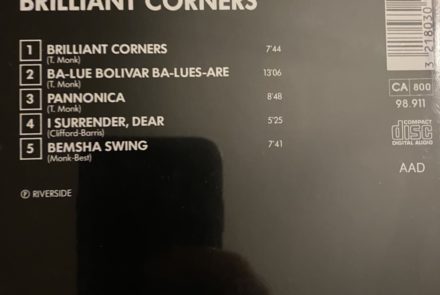 BRILLIANT CORNERS
1 BRILLIANT CORNERS 7'44
(T. Monk)
2 BA-LUE BOLIVAR BA-LUES-ARE 13'06
(T. Monk)
3 PANNONICA 8'48
(T. Monk)
4 I SURRENDER, DEAR 5'25
(Clifford-Barris)
5 BEMSHA SWING 7'41
(Monk-Best)
Ⓟ RIVERSIDE
3 218030
CA 800
98.911
COMPACT
disc
DIGITAL AUDIO
AAD